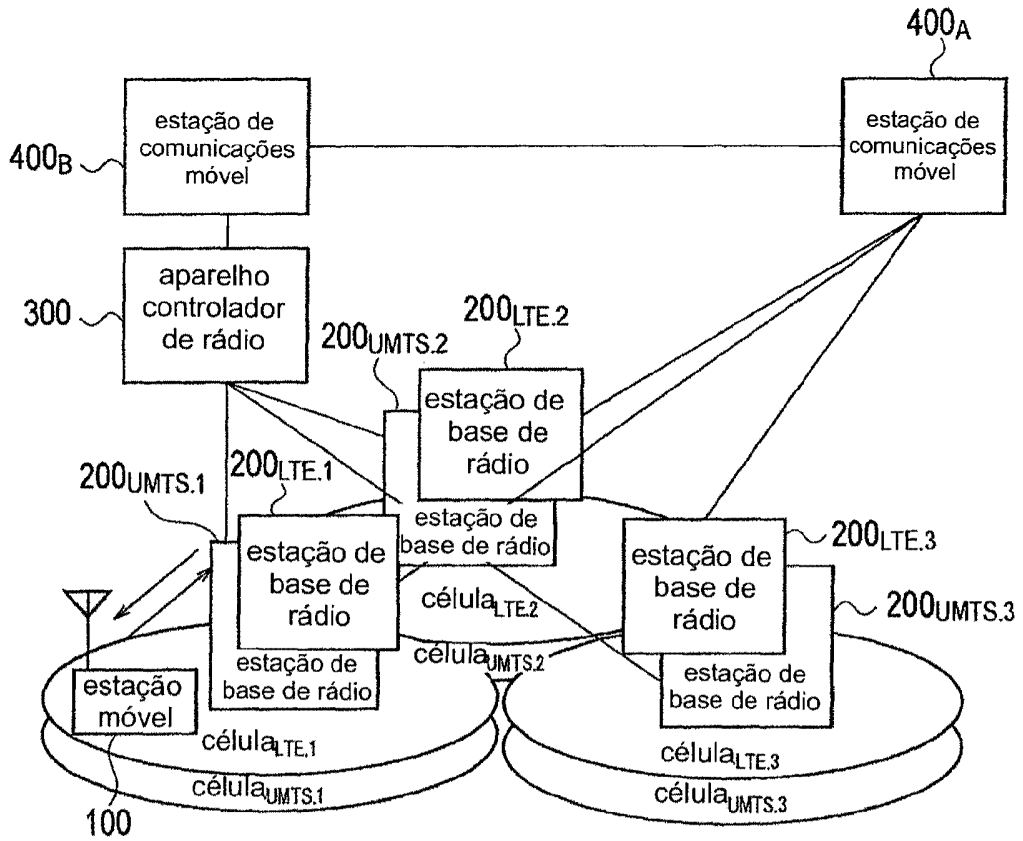 400A
estação de
comunicações
móvel
400B
estação de
comunicações
móvel
aparelho
controlador
de rádio
300
200LTE.2
200UMTS.2
estação de
base de
rádio
200LTE.1
200UMTS.1
estação de
base de rádio
estação de
base de
rádio
200LTE.3
estação de
base de
rádio
célulaLTE.2
200UMTS.3
célulaUMTS.2
estação de
base de rádio
estação de
base de rádio
estação
móvel
célulaLTE.1
célulaLTE.3
célulaUMTS.1
célulaUMTS.3
100